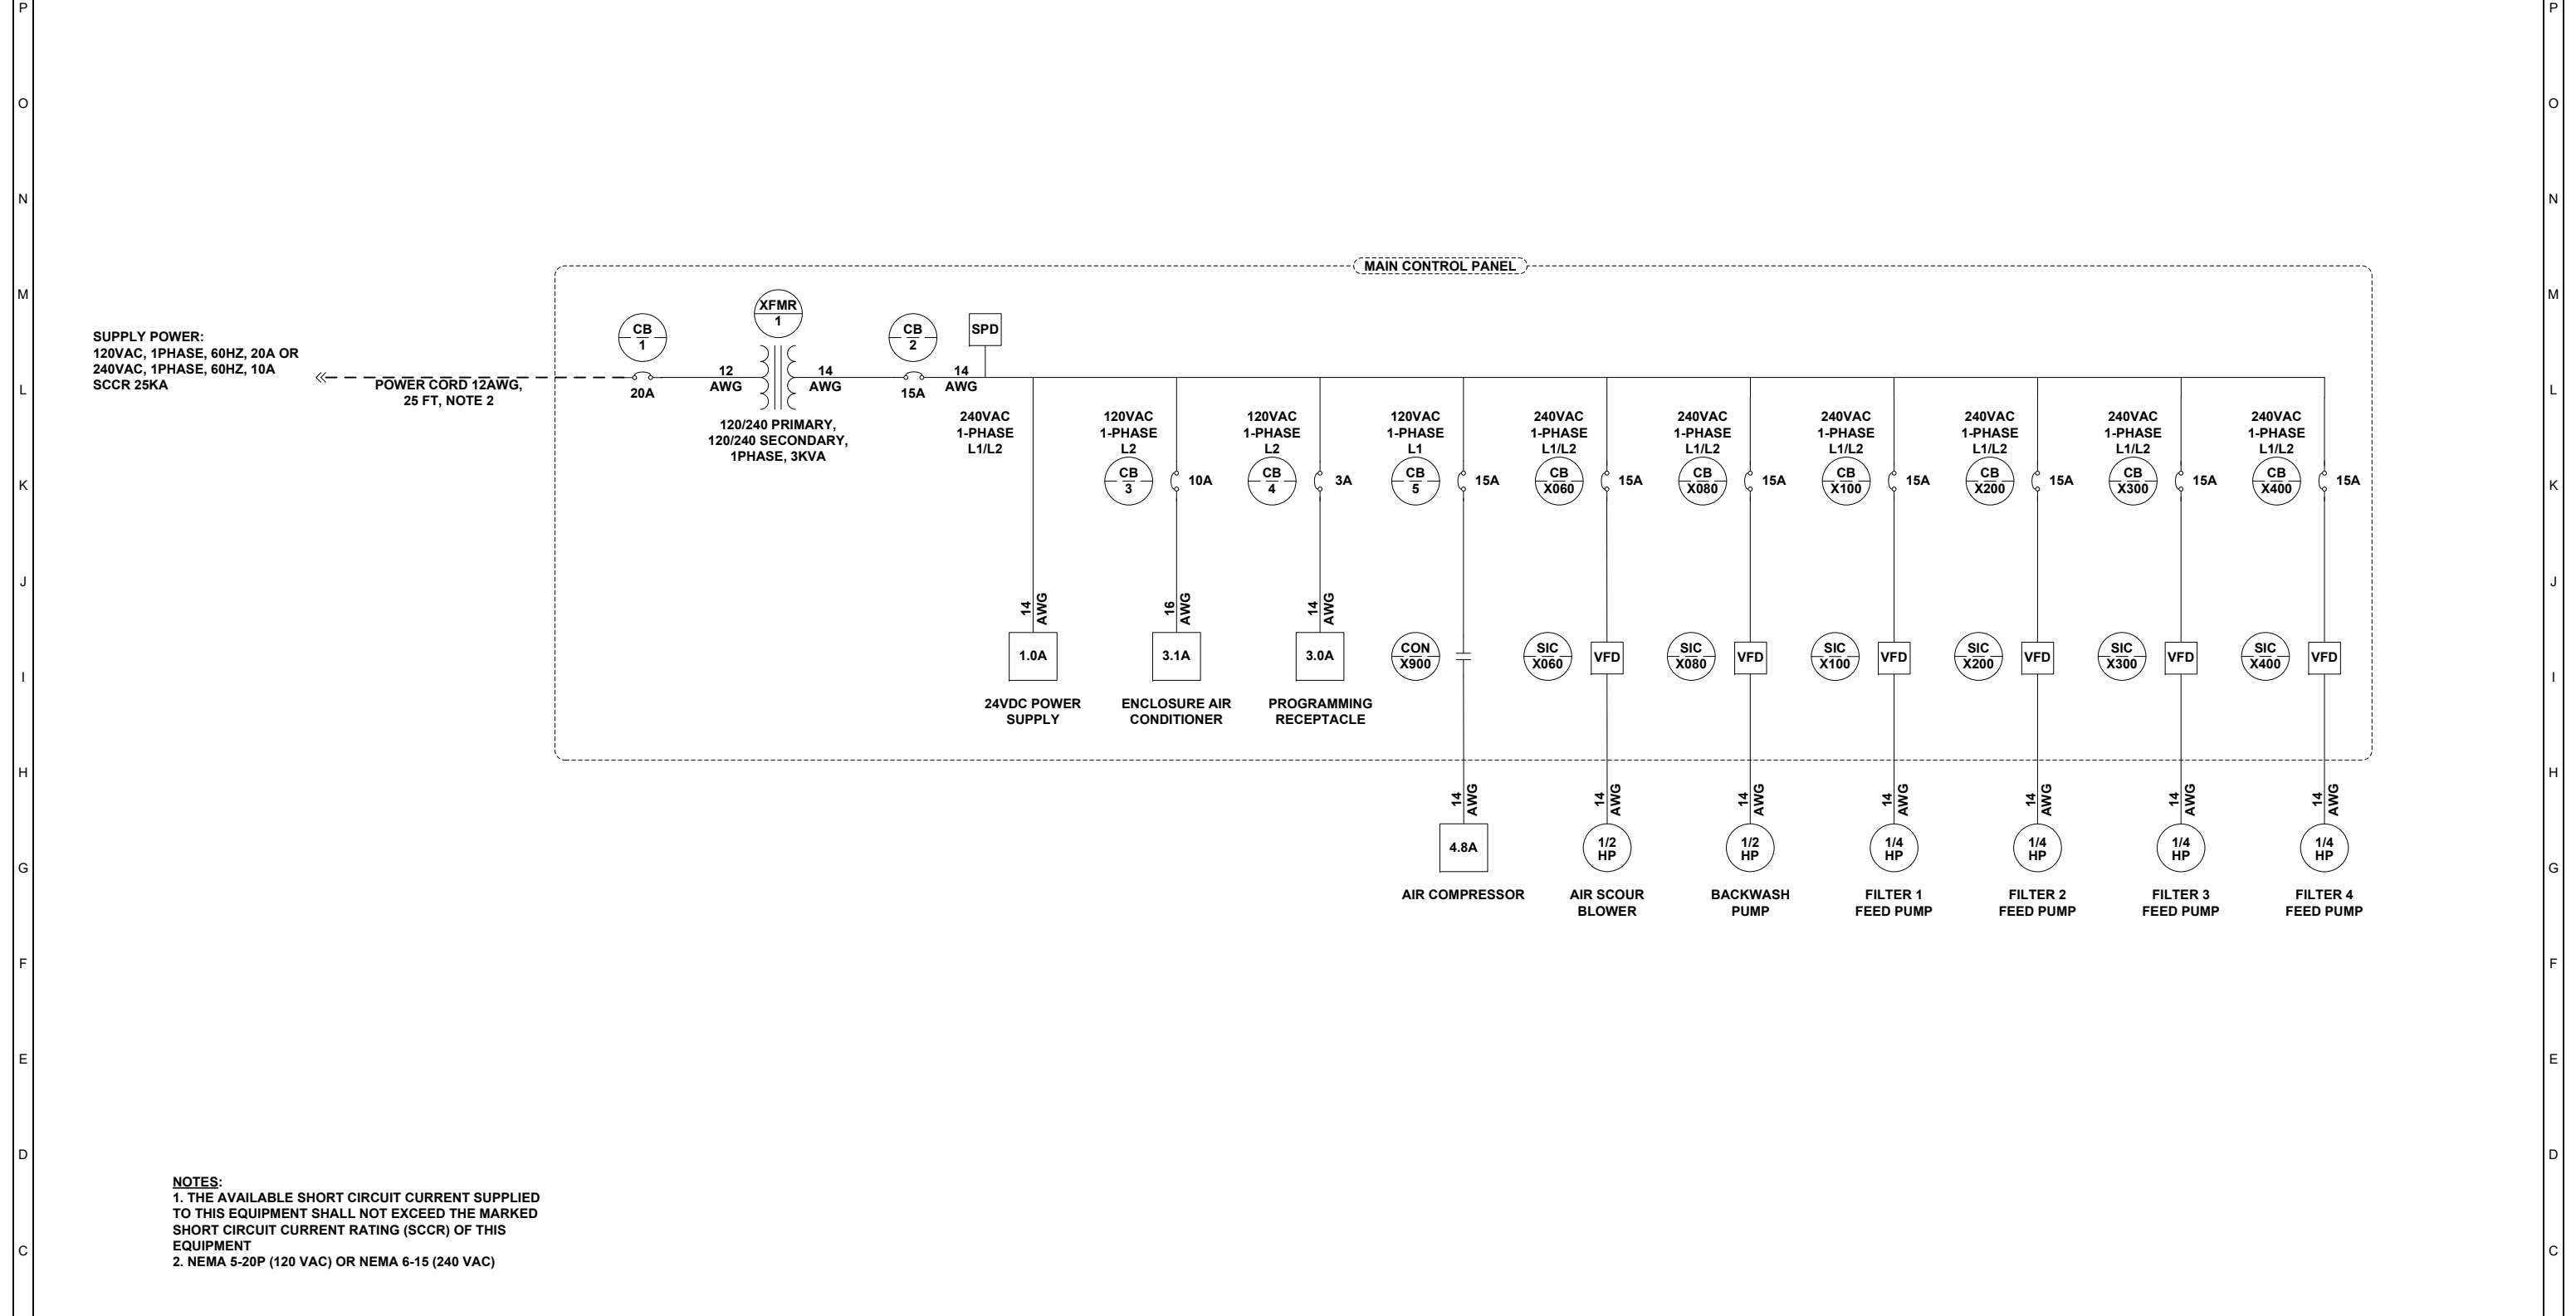 P
P
O
O
N
N
MAIN CONTROL PANEL
M
M
SUPPLY POWER:
120VAC, 1PHASE, 60HZ, 20A OR
240VAC, 1PHASE, 60HZ, 10A
SCCR 25KA
POWER CORD 12AWG,
25 FT, NOTE 2
CB
1
20A
12
AWG
XFMR
1
14
AWG
120/240 PRIMARY,
120/240 SECONDARY,
1PHASE, 3KVA
CB
2
15A
14
AWG
SPD
L
L
240VAC
1-PHASE
L1/L2
120VAC
1-PHASE
L2
CB
3
10A
120VAC
1-PHASE
L2
CB
4
3A
120VAC
1-PHASE
L1
CB
5
15A
240VAC
1-PHASE
L1/L2
CB
X060
15A
240VAC
1-PHASE
L1/L2
CB
X080
15A
240VAC
1-PHASE
L1/L2
CB
X100
15A
240VAC
1-PHASE
L1/L2
CB
X200
15A
240VAC
1-PHASE
L1/L2
CB
X300
15A
240VAC
1-PHASE
L1/L2
CB
X400
15A
K
K
J
J
14
AWG
1.0A
24VDC POWER
SUPPLY
16
AWG
3.1A
ENCLOSURE AIR
CONDITIONER
14
AWG
3.0A
PROGRAMMING
RECEPTACLE
CON
X900
SIC
X060
VFD
SIC
X080
VFD
SIC
X100
VFD
SIC
X200
VFD
SIC
X300
VFD
SIC
X400
VFD
I
I
H
H
14
AWG
4.8A
AIR COMPRESSOR
14
AWG
1/2
HP
AIR SCOUR
BLOWER
14
AWG
1/2
HP
BACKWASH
PUMP
14
AWG
1/4
HP
FILTER 1
FEED PUMP
14
AWG
1/4
HP
FILTER 2
FEED PUMP
14
AWG
1/4
HP
FILTER 3
FEED PUMP
14
AWG
1/4
HP
FILTER 4
FEED PUMP
G
G
F
F
E
E
D
D
NOTES:
1. THE AVAILABLE SHORT CIRCUIT CURRENT SUPPLIED
TO THIS EQUIPMENT SHALL NOT EXCEED THE MARKED
SHORT CIRCUIT CURRENT RATING (SCCR) OF THIS
EQUIPMENT
2. NEMA 5-20P (120 VAC) OR NEMA 6-15 (240 VAC)
C
C